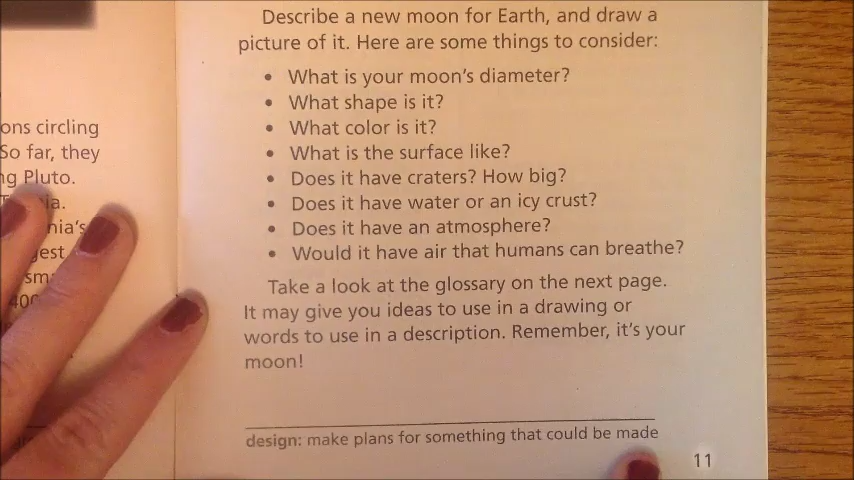 ons circling
So far, they
ng Pluto.
gest
sm
400
Describe a new moon for Earth, and draw a
picture of it. Here are some things to consider:
• What is your moon's diameter?
• What shape is it?
• What color is it?
• What is the surface like?
• Does it have craters? How big?
• Does it have water or an icy crust?
• Does it have an atmosphere?
• Would it have air that humans can breathe?
Take a look at the glossary on the next page.
It may give you ideas to use in a drawing or
words to use in a description. Remember, it's your
moon!
design: make plans for something that could be made
11